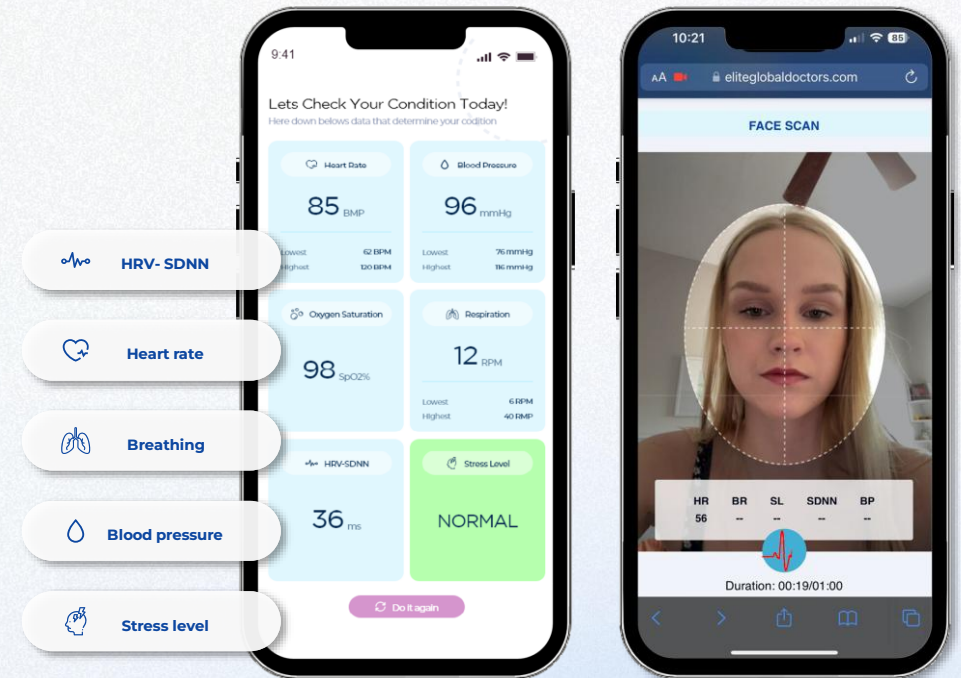 HRV- SDNN
Heart rate
Breathing
Blood pressure
Stress level
9:41
Lets Check Your Condition Today!
Here down belows data that determine your codition
Heart Rate
85 BMP
Lowest 62 BPM
Highest 120 BPM
Blood Pressure
96 mmHg
Lowest 76 mmHg
Highest 116 mmHg
Oxygen Saturation
98 SpO2%
Respiration
12 RPM
Lowest 6 RPM
Highest 40 RMP
HRV-SDNN
36 ms
Stress Level
NORMAL
Do it again
10:21
85
AA
eliteglobaldoctors.com
FACE SCAN
HR BR SL SDNN BP
56 -- -- -- --
Duration: 00:19/01:00